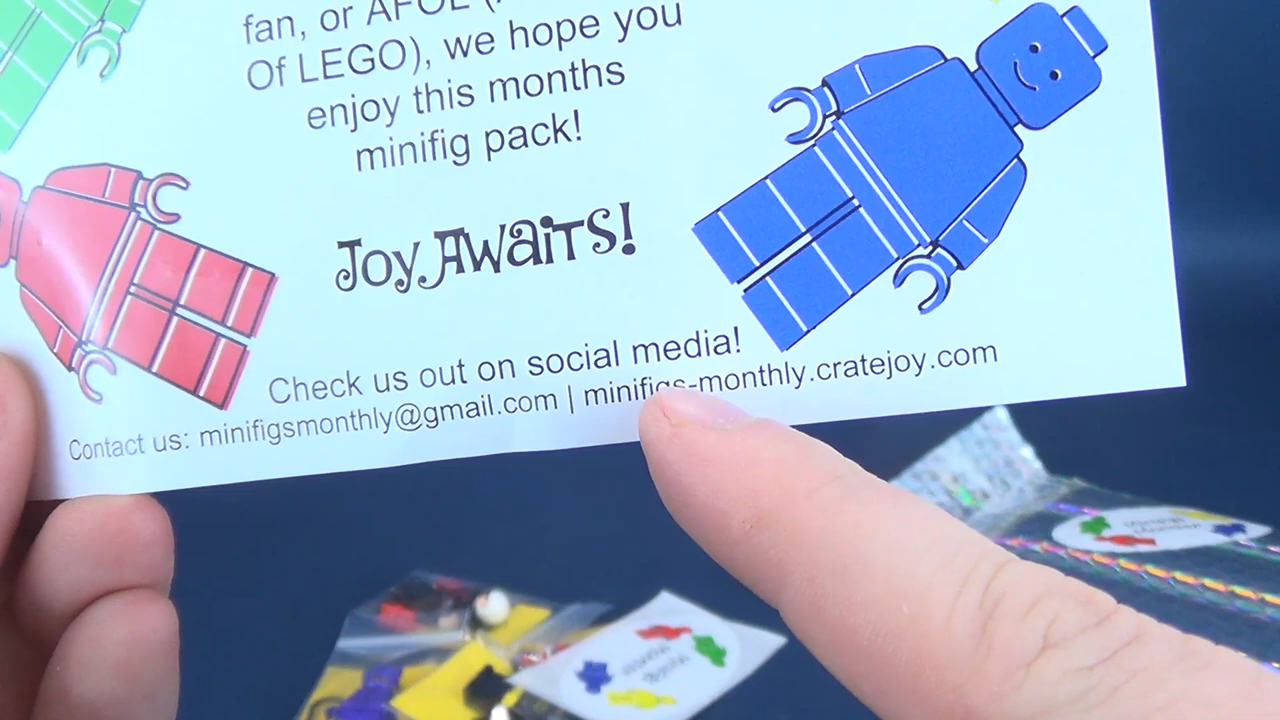 fan, or AFOL (
Of LEGO), we hope you
enjoy this months
minifig pack!
Joy Awaits!
Check us out on social media!
Contact us: minifigsmonthly@gmail.com | minifigs-monthly.cratejoy.com